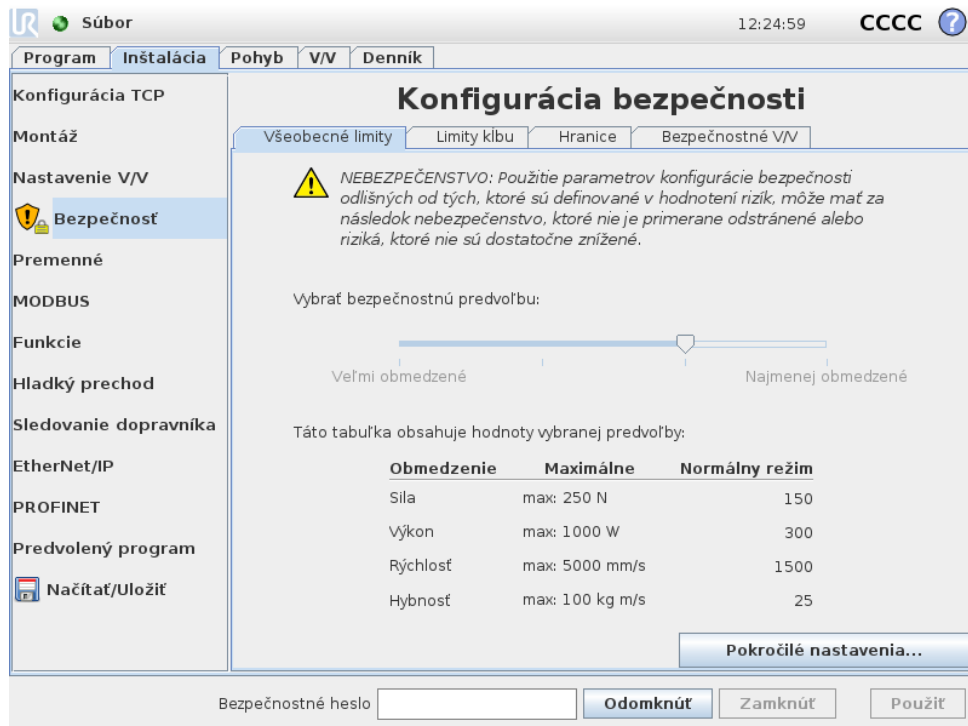 UR Súbor 12:24:59 CCCC ?
Program Inštalácia Pohyb V/V Denník
Konfigurácia TCP
Montáž
Nastavenie V/V
Bezpečnosť
Premenné
MODBUS
Funkcie
Hladký prechod
Sledovanie dopravníka
EtherNet/IP
PROFINET
Predvolený program
Načítať/Uložiť
Konfigurácia bezpečnosti
Všeobecné limity Limity kĺbu Hranice Bezpečnostné V/V
NEBEZPEČENSTVO: Použitie parametrov konfigurácie bezpečnosti
odlišných od tých, ktoré sú definované v hodnotení rizík, môže mať za
následok nebezpečenstvo, ktoré nie je primerane odstránené alebo
riziká, ktoré nie sú dostatočne znížené.
Vybrať bezpečnostnú predvoľbu:
Veľmi obmedzené Najmenej obmedzené
Táto tabuľka obsahuje hodnoty vybranej predvoľby:
Obmedzenie Maximálne Normálny režim
Sila max: 250 N 150
Výkon max: 1000 W 300
Rýchlosť max: 5000 mm/s 1500
Hybnosť max: 100 kg m/s 25
Pokročilé nastavenia...
Bezpečnostné heslo Odomknúť Zamknúť Použiť